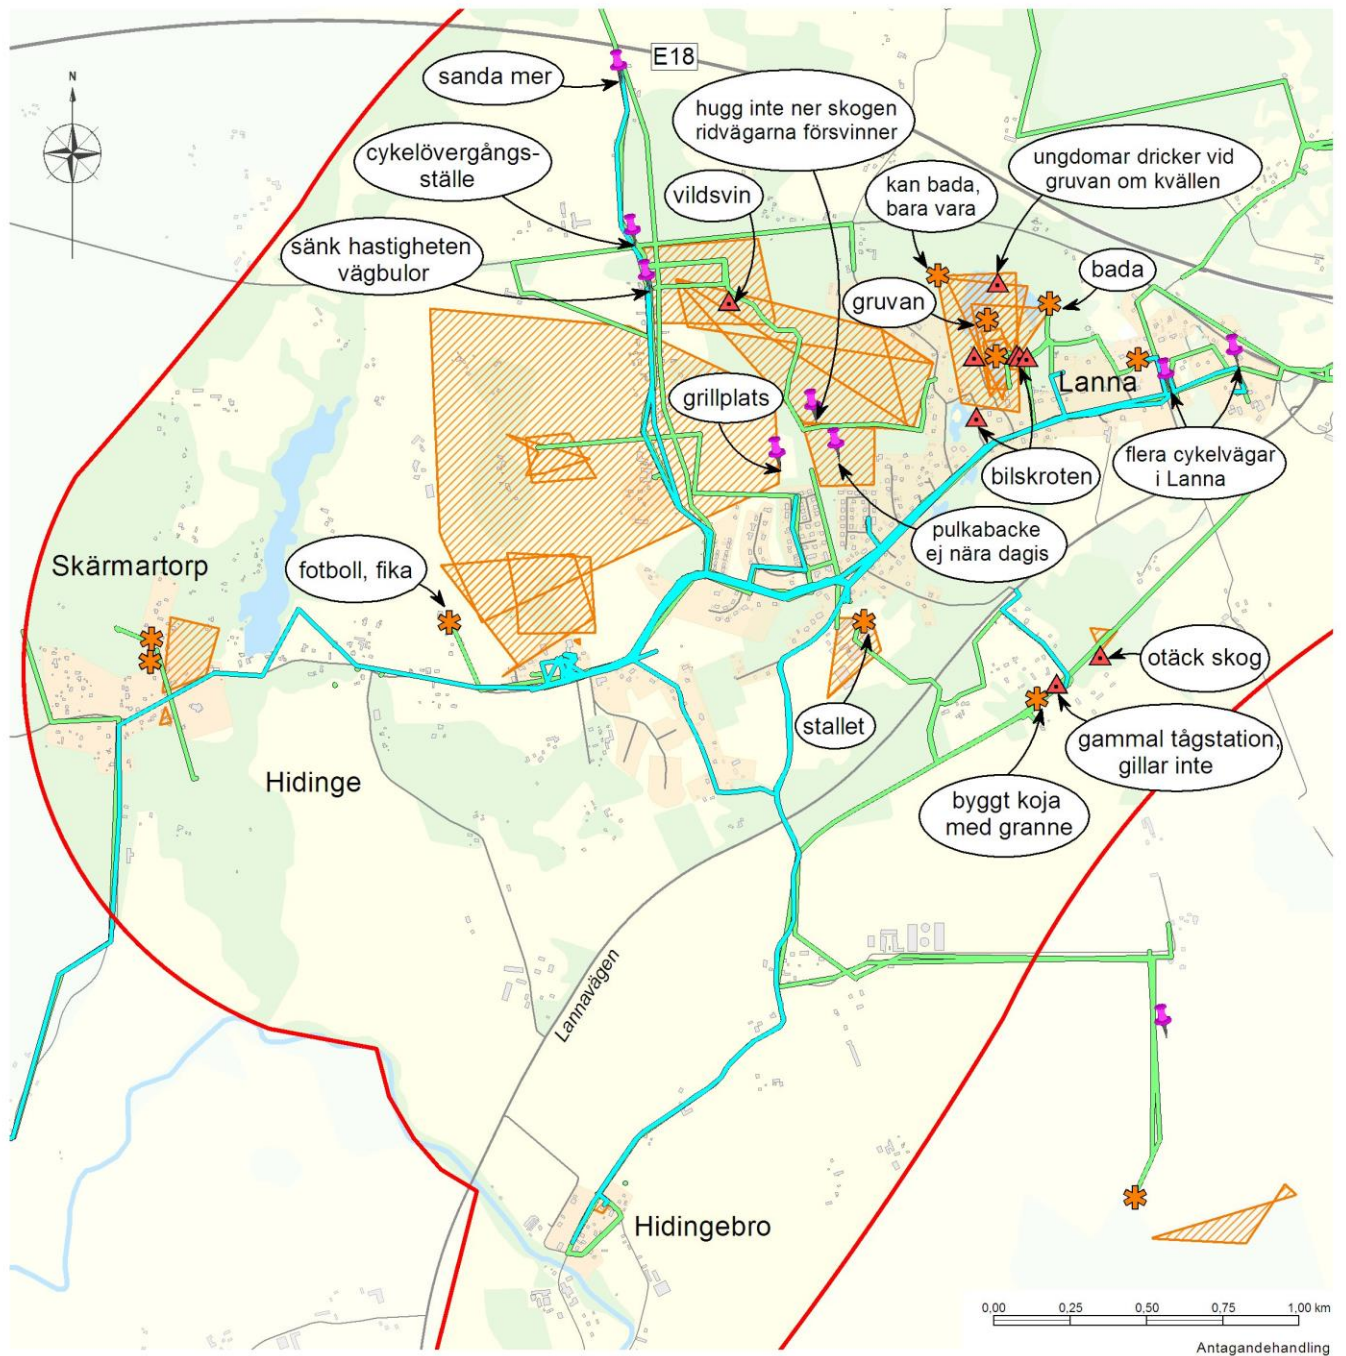 N
E18
sanda mer
hugg inte ner skogen
ridvägarna försvinner
cykelövergångs-
ställe
vildsvin
kan bada,
bara vara
ungdomar dricker vid
gruvan om kvällen
sänk hastigheten
vägbulor
gruvan
bada
grillplats
Lanna
bilskroten
flera cykelvägar
i Lanna
pulkabacke
ej nära dagis
Skärmartorp
fotboll, fika
otäck skog
stallet
gammal tågstation,
gillar inte
Hidinge
byggt koja
med granne
Lannavägen
Hidingebro
0,00 0,25 0,50 0,75 1,00 km
Antagandehandling